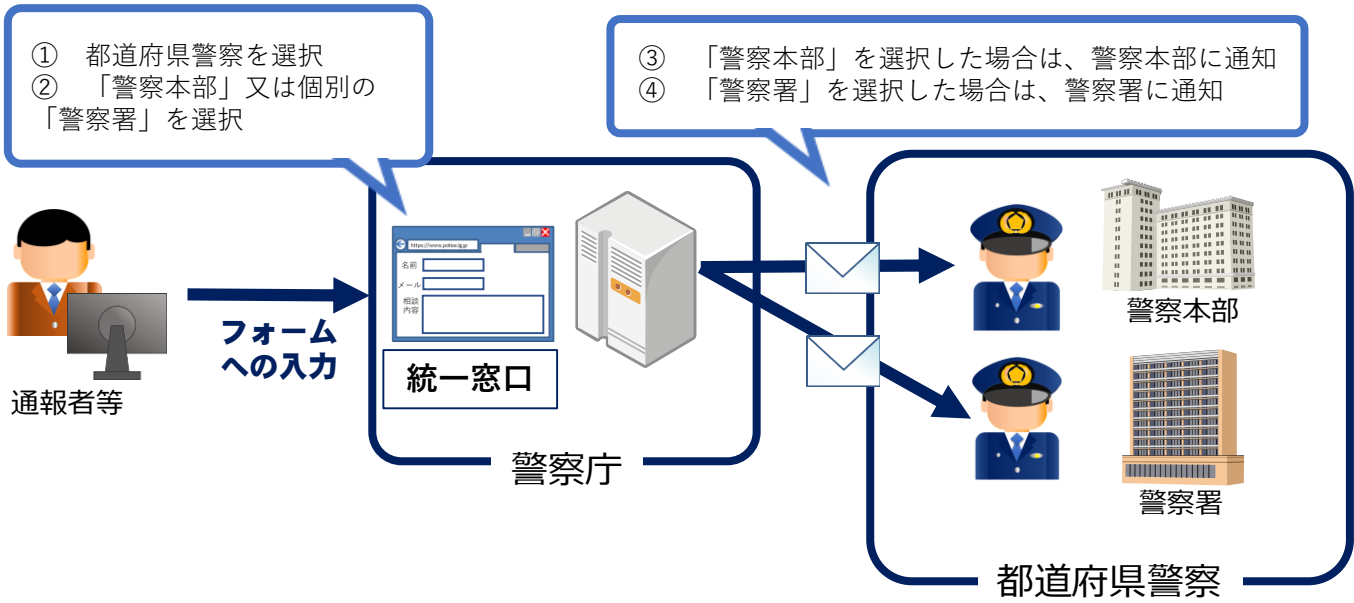 ① 都道府県警察を選択
② 「警察本部」又は個別の
「警察署」を選択
③ 「警察本部」を選択した場合は、警察本部に通知
④ 「警察署」を選択した場合は、警察署に通知
通報者等
フォーム
への入力
名前
メール
相談
内容
統一窓口
警察庁
警察本部
警察署
都道府県警察